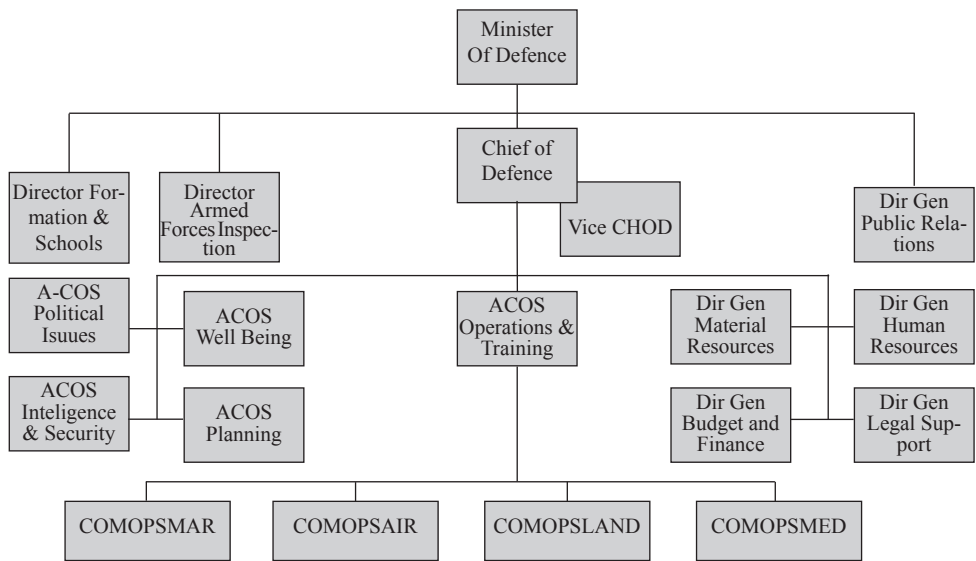 Minister
Of Defence
Chief of
Defence
Vice CHOD
Director For-
mation &
Schools
Director
Armed
Forces Inspec-
tion
Dir Gen
Public Rela-
tions
A-COS
Political
Isuues
ACOS
Well Being
ACOS
Operations &
Training
Dir Gen
Material
Resources
Dir Gen
Human
Resources
ACOS
Inteligence
& Security
ACOS
Planning
Dir Gen
Budget and
Finance
Dir Gen
Legal Sup-
port
COMOPSMAR
COMOPSAIR
COMOPSLAND
COMOPSMED